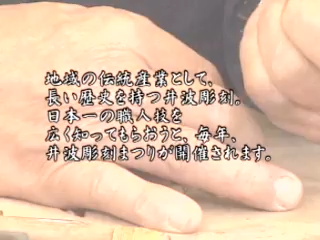 地域の伝統産業として、
長い歴史を持つ井波彫刻。
日本一の職人技を
広く知ってもらおうと、毎年、
井波彫刻まつりが開催されます。